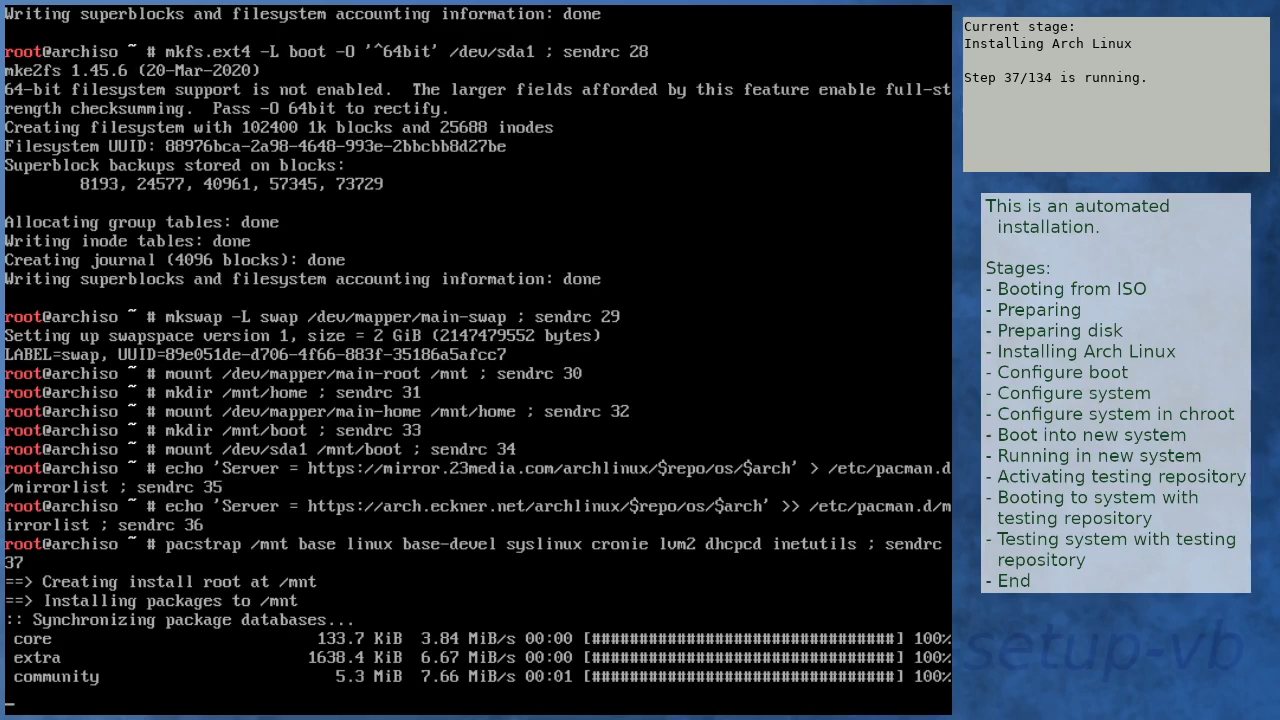 Writing superblocks and filesystem accounting information: done
root@archiso ~ # mkfs.ext4 -L boot -O '^64bit' /dev/sda1 ; sendrc 28
mke2fs 1.45.6 (20-Mar-2020)
64-bit filesystem support is not enabled.  The larger fields afforded by this feature enable full-st
rength checksumming.  Pass -O 64bit to rectify.
Creating filesystem with 102400 1k blocks and 25688 inodes
Filesystem UUID: 88976bca-2a98-4648-993e-2bbcbb8d27be
Superblock backups stored on blocks:
        8193, 24577, 40961, 57345, 73729
Allocating group tables: done
Writing inode tables: done
Creating journal (4096 blocks): done
Writing superblocks and filesystem accounting information: done
root@archiso ~ # mkswap -L swap /dev/mapper/main-swap ; sendrc 29
Setting up swapspace version 1, size = 2 GiB (2147479552 bytes)
LABEL=swap, UUID=89e051de-d706-4f66-883f-35186a5afcc7
root@archiso ~ # mount /dev/mapper/main-root /mnt ; sendrc 30
root@archiso ~ # mkdir /mnt/home ; sendrc 31
root@archiso ~ # mount /dev/mapper/main-home /mnt/home ; sendrc 32
root@archiso ~ # mkdir /mnt/boot ; sendrc 33
root@archiso ~ # mount /dev/sda1 /mnt/boot ; sendrc 34
root@archiso ~ # echo 'Server = https://mirror.23media.com/archlinux/$repo/os/$arch' > /etc/pacman.d
/mirrorlist ; sendrc 35
root@archiso ~ # echo 'Server = https://arch.eckner.net/archlinux/$repo/os/$arch' >> /etc/pacman.d/m
irrorlist ; sendrc 36
root@archiso ~ # pacstrap /mnt base linux base-devel syslinux cronie lvm2 dhcpcd inetutils ; sendrc
37
==> Creating install root at /mnt
==> Installing packages to /mnt
:: Synchronizing package databases...
 core                            133.7 KiB  3.84 MiB/s 00:00 [################################] 100%
 extra                          1638.4 KiB  6.67 MiB/s 00:00 [################################] 100%
 community                         5.3 MiB  7.66 MiB/s 00:01 [################################] 100%
_
Current stage:
Installing Arch Linux
Step 37/134 is running.
This is an automated
installation.
Stages:
- Booting from ISO
- Preparing
- Preparing disk
- Installing Arch Linux
- Configure boot
- Configure system
- Configure system in chroot
- Boot into new system
- Running in new system
- Activating testing repository
- Booting to system with
testing repository
- Testing system with testing
repository
- End
setup-vb